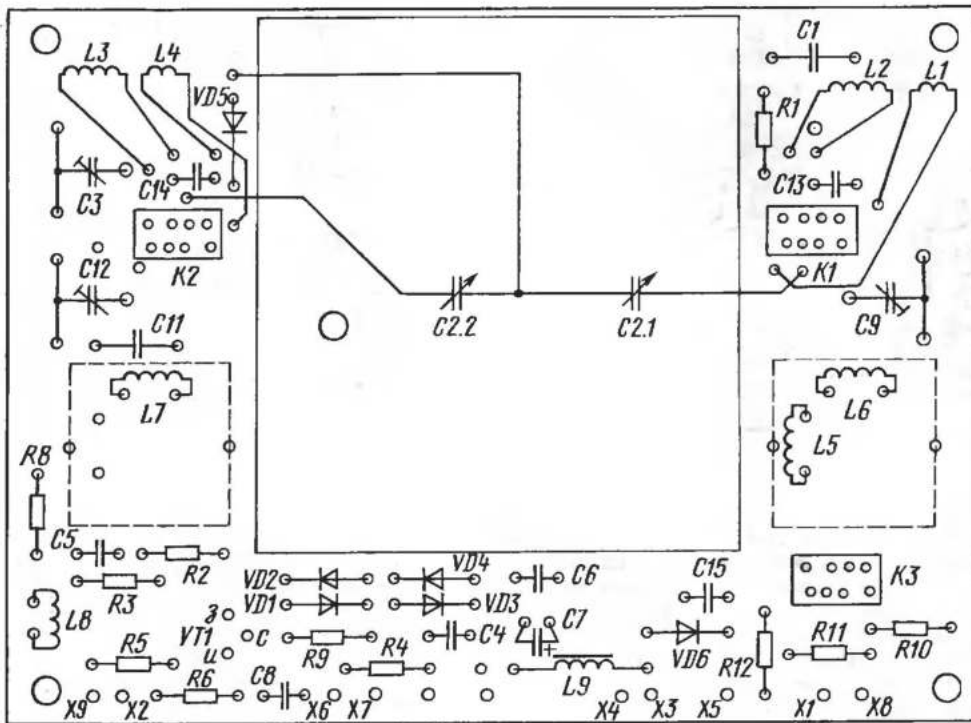 L3 L4 C1
L2 L1
VD5 R1
C3 C14 C13
K2 K1
C12
C2.2 C2.1 C9
C11
L7 L6
L5
R8
C5 R2 VD2 VD4 C6 C15 K3
R3 VD1 VD3 C7
L8 З VT1 С R9 C4 + R11 R10
R5 И R4 VD6 R12
R6 C8 L9
X9 X2 X6 X7 X4 X3 X5 X1 X8